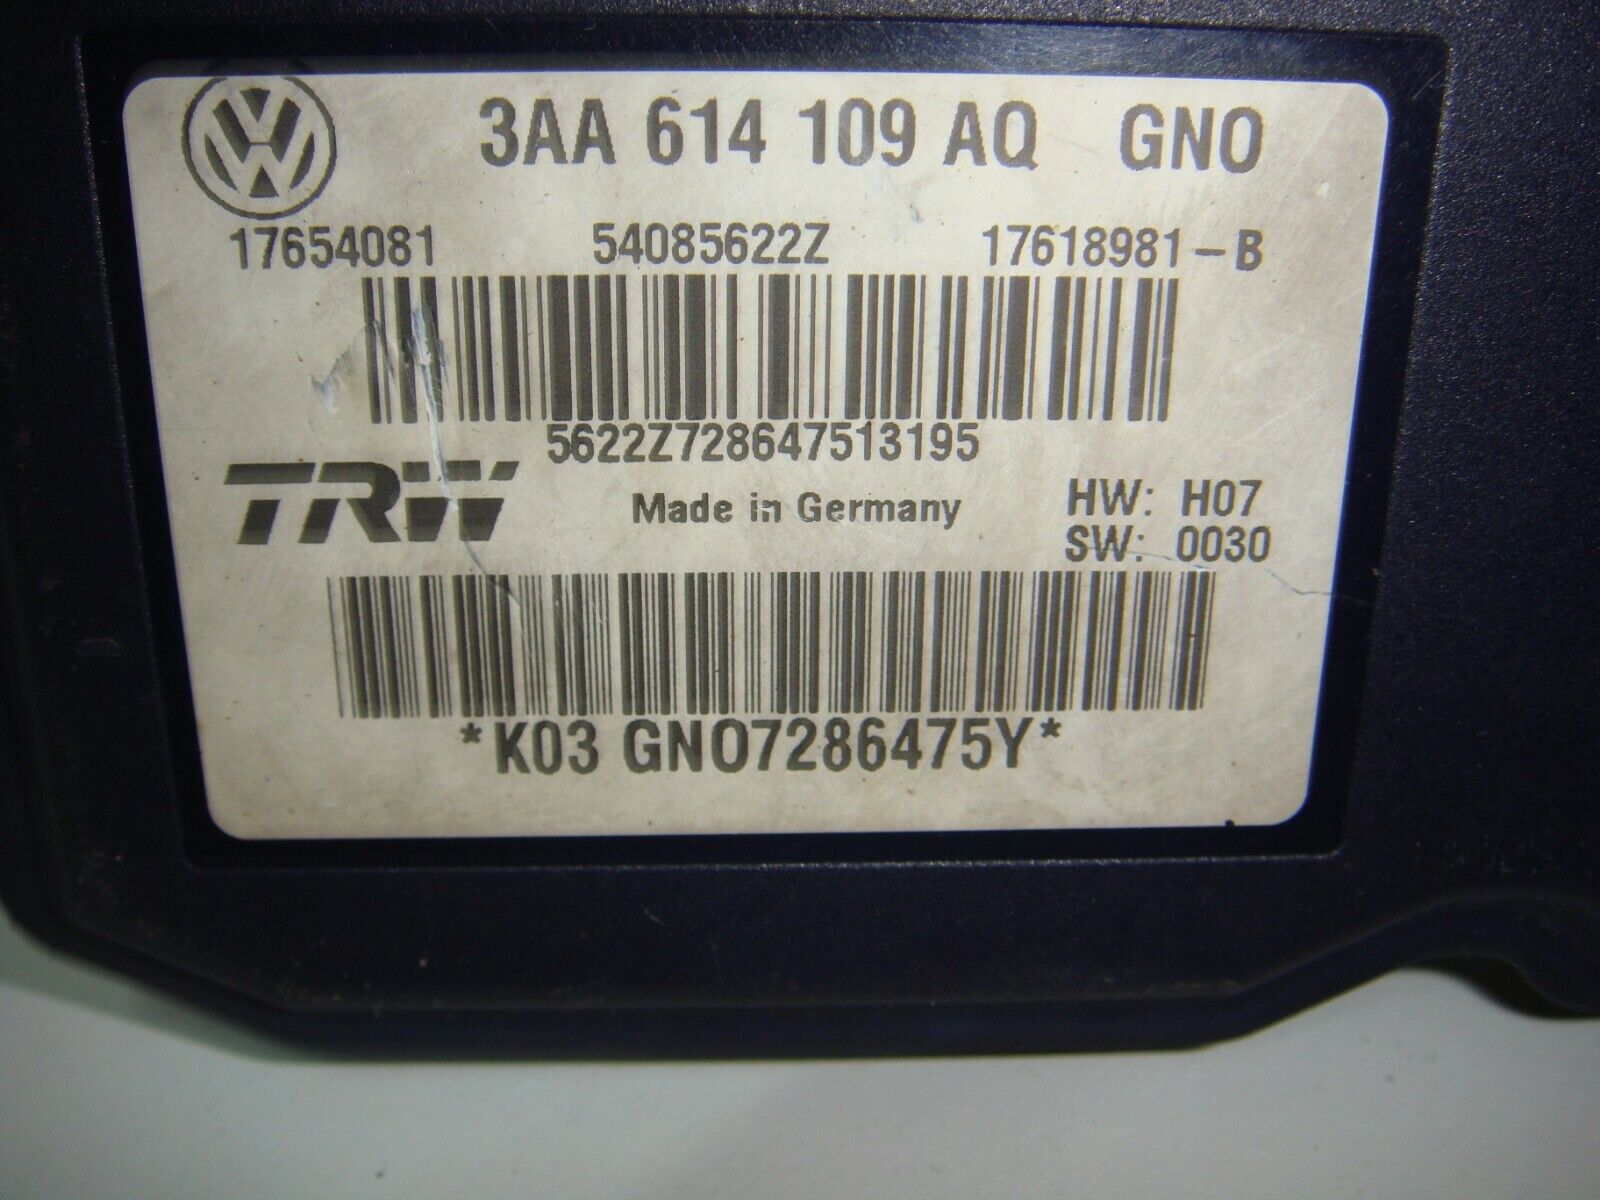 3AA 614 109 AQ GNO
17654081 54085622Z 17618981-B
5622Z728647513195
TRW Made in Germany HW: H07
SW: 0030
*K03 GNO7286475Y*